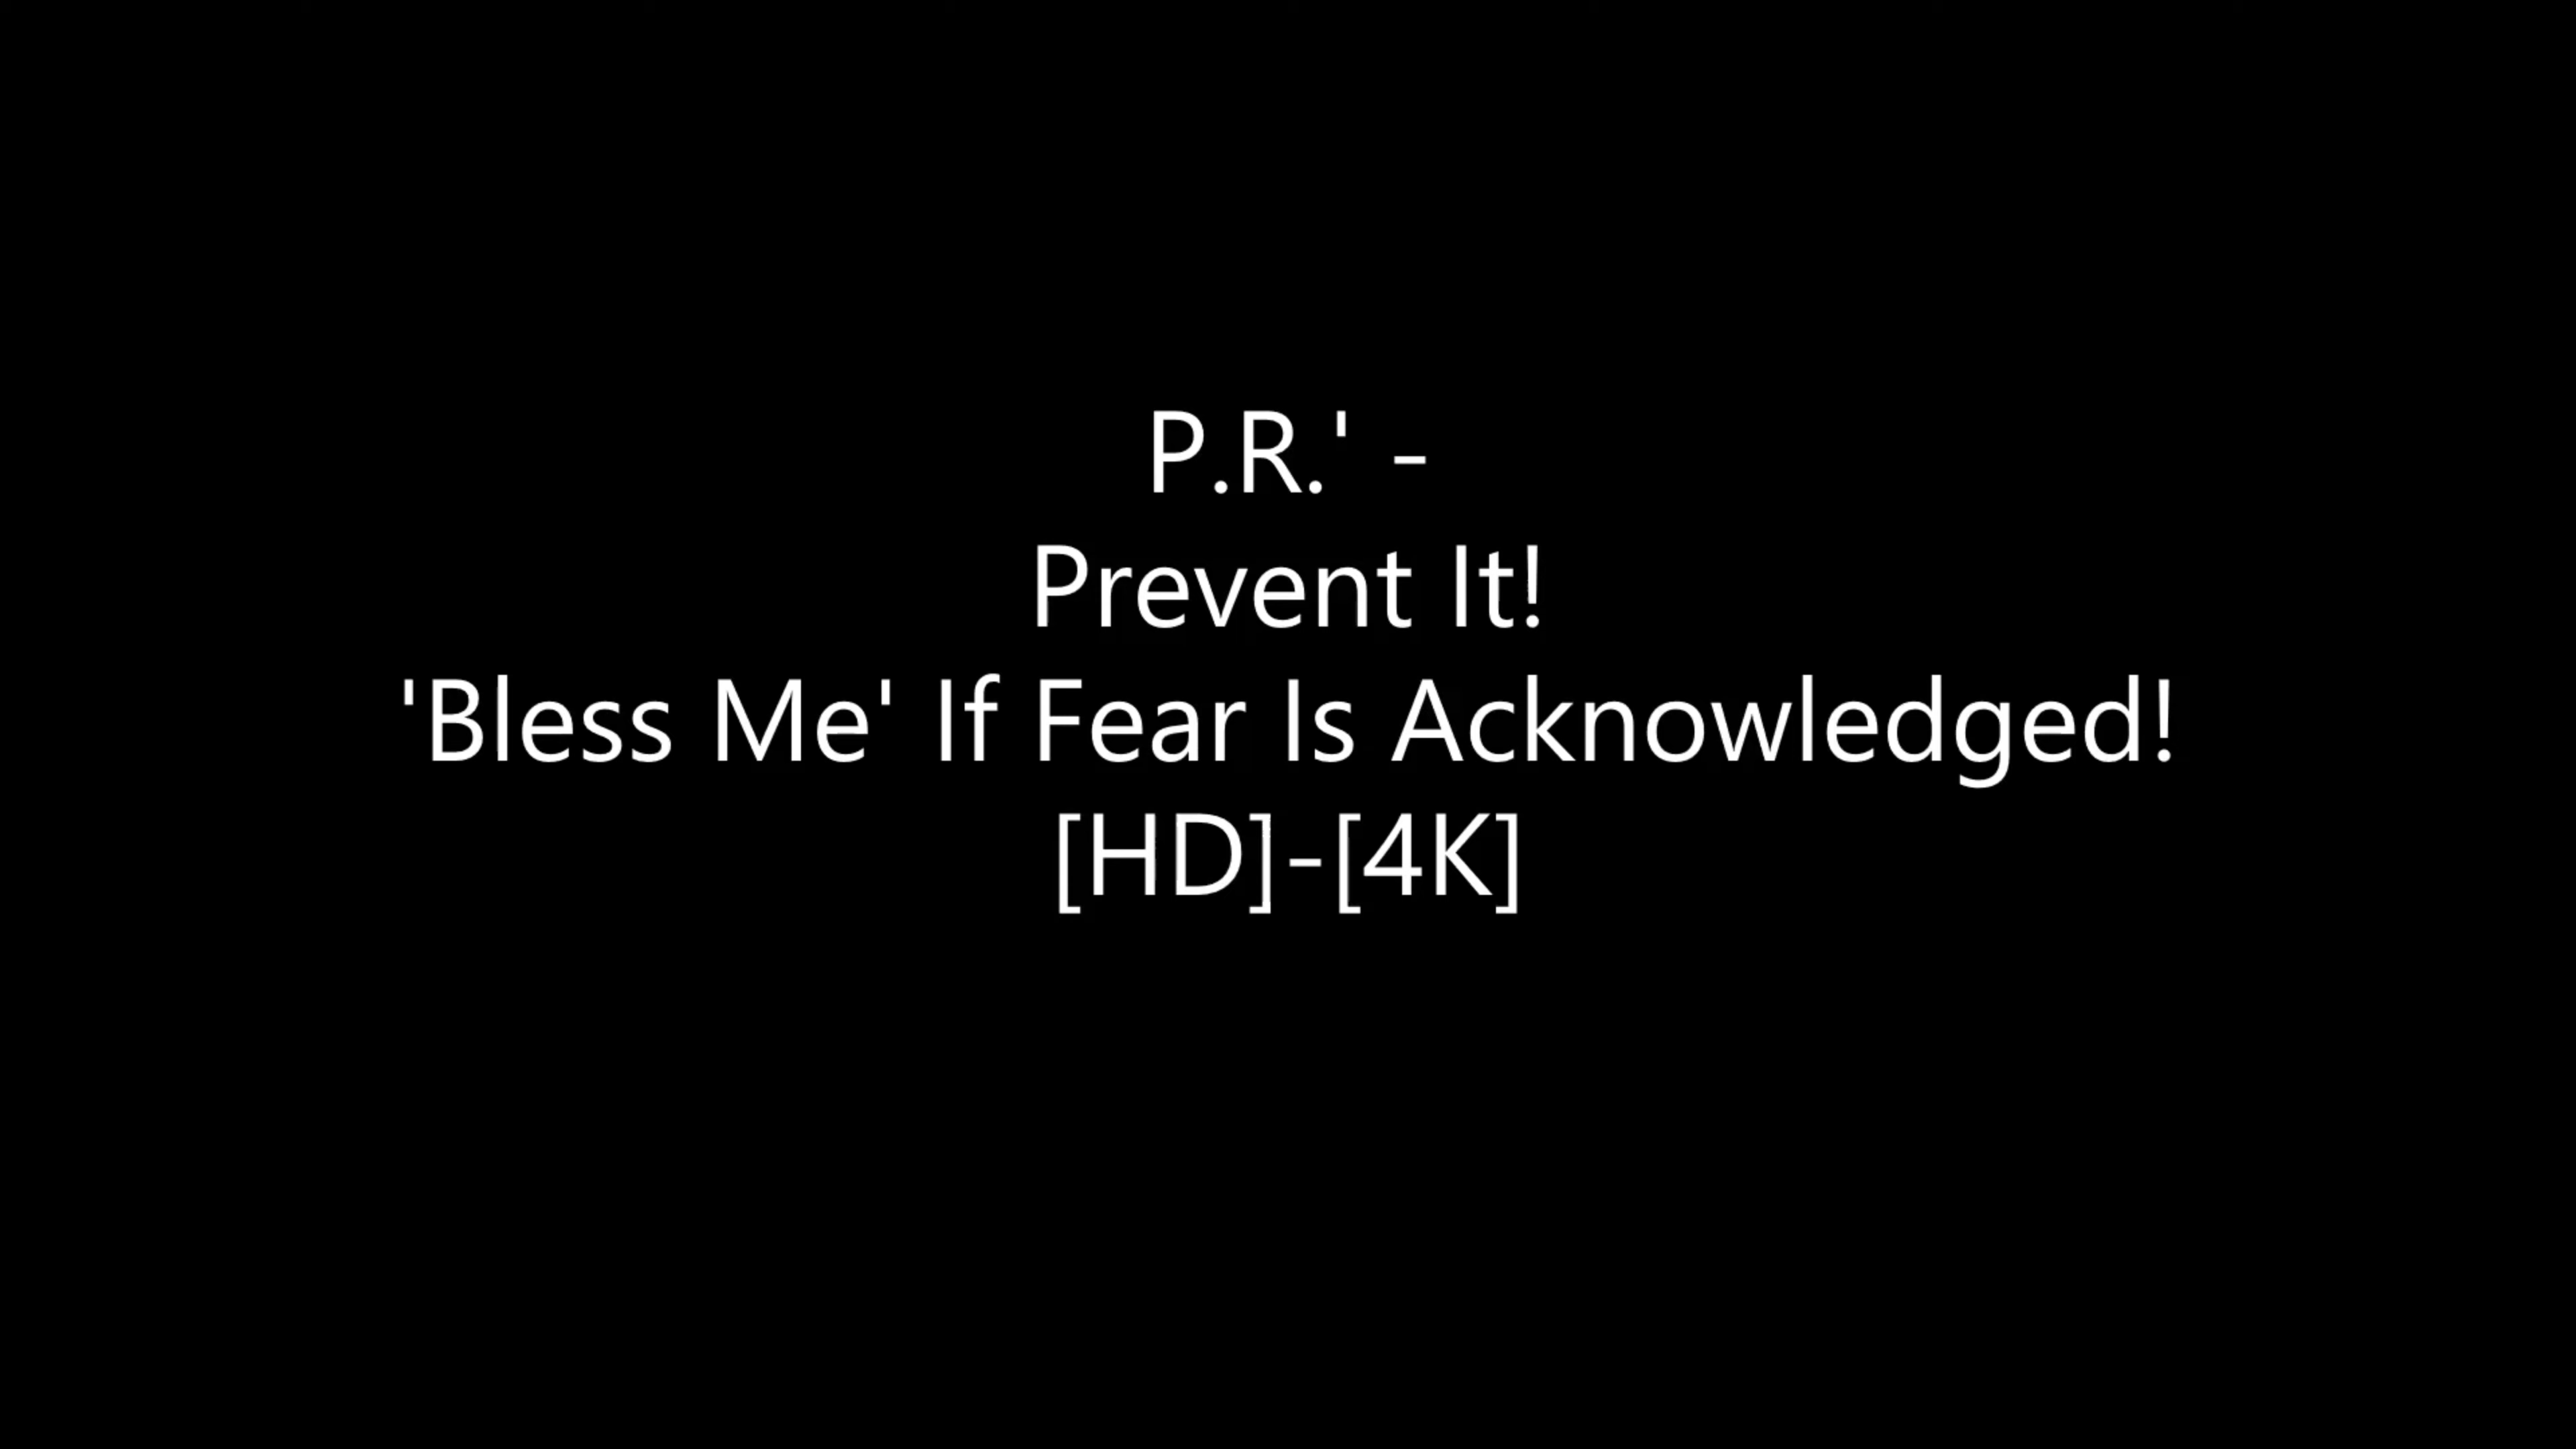 P.R.' -
Prevent It!
'Bless Me' If Fear Is Acknowledged!
[HD]-[4K]